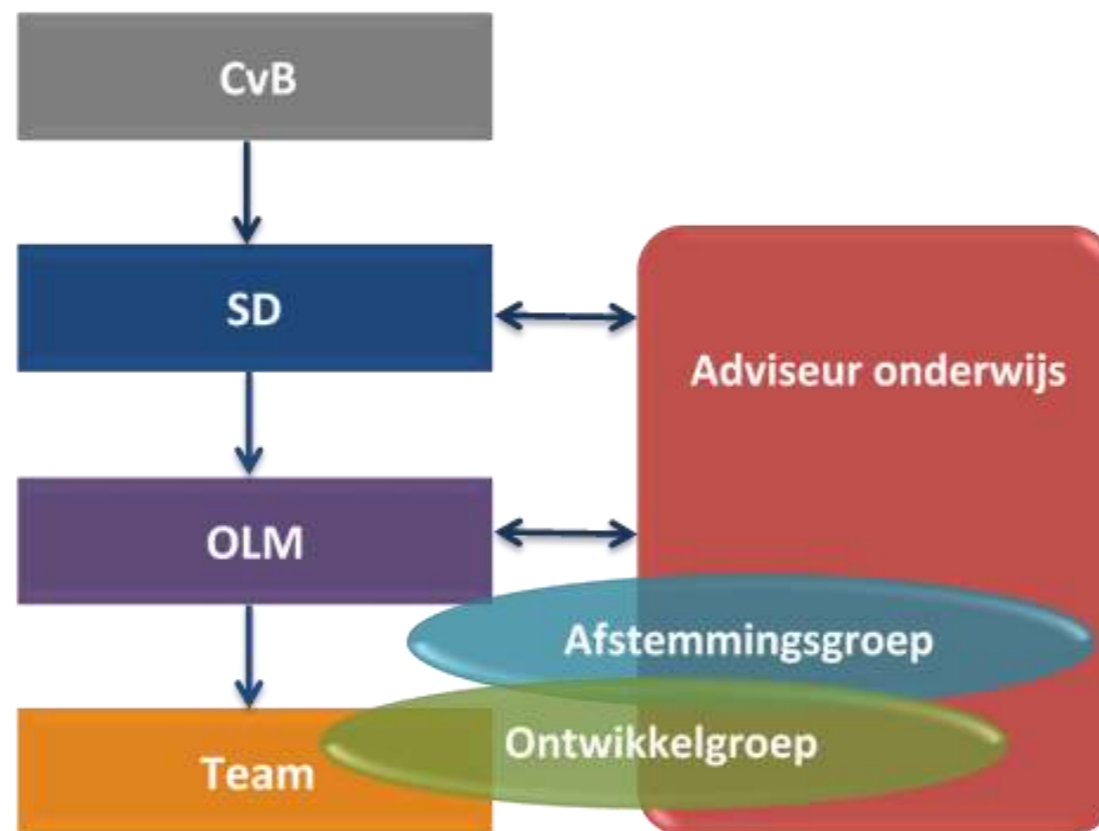 CvB
SD
Adviseur onderwijs
OLM
Afstemmingsgroep
Ontwikkelgroep
Team